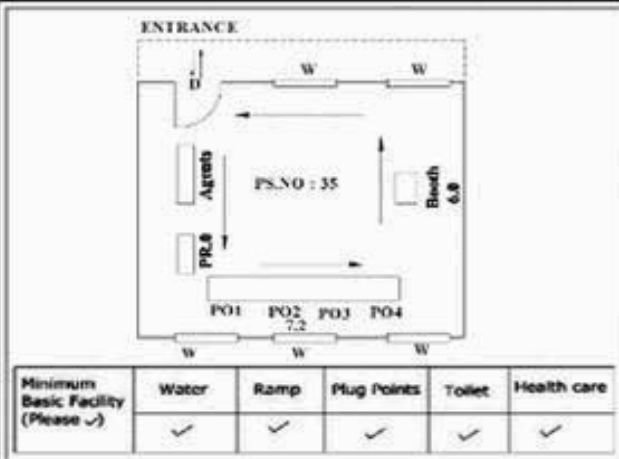 ENTRANCE
D
W W
Agents
PS.NO : 35
Booth
6.0
PR.0
PO1 PO2 PO3 PO4
7.2
W W W
Minimum Basic Facility (Please ✓) Water Ramp Plug Points Toilet Health care
✓ ✓ ✓ ✓ ✓